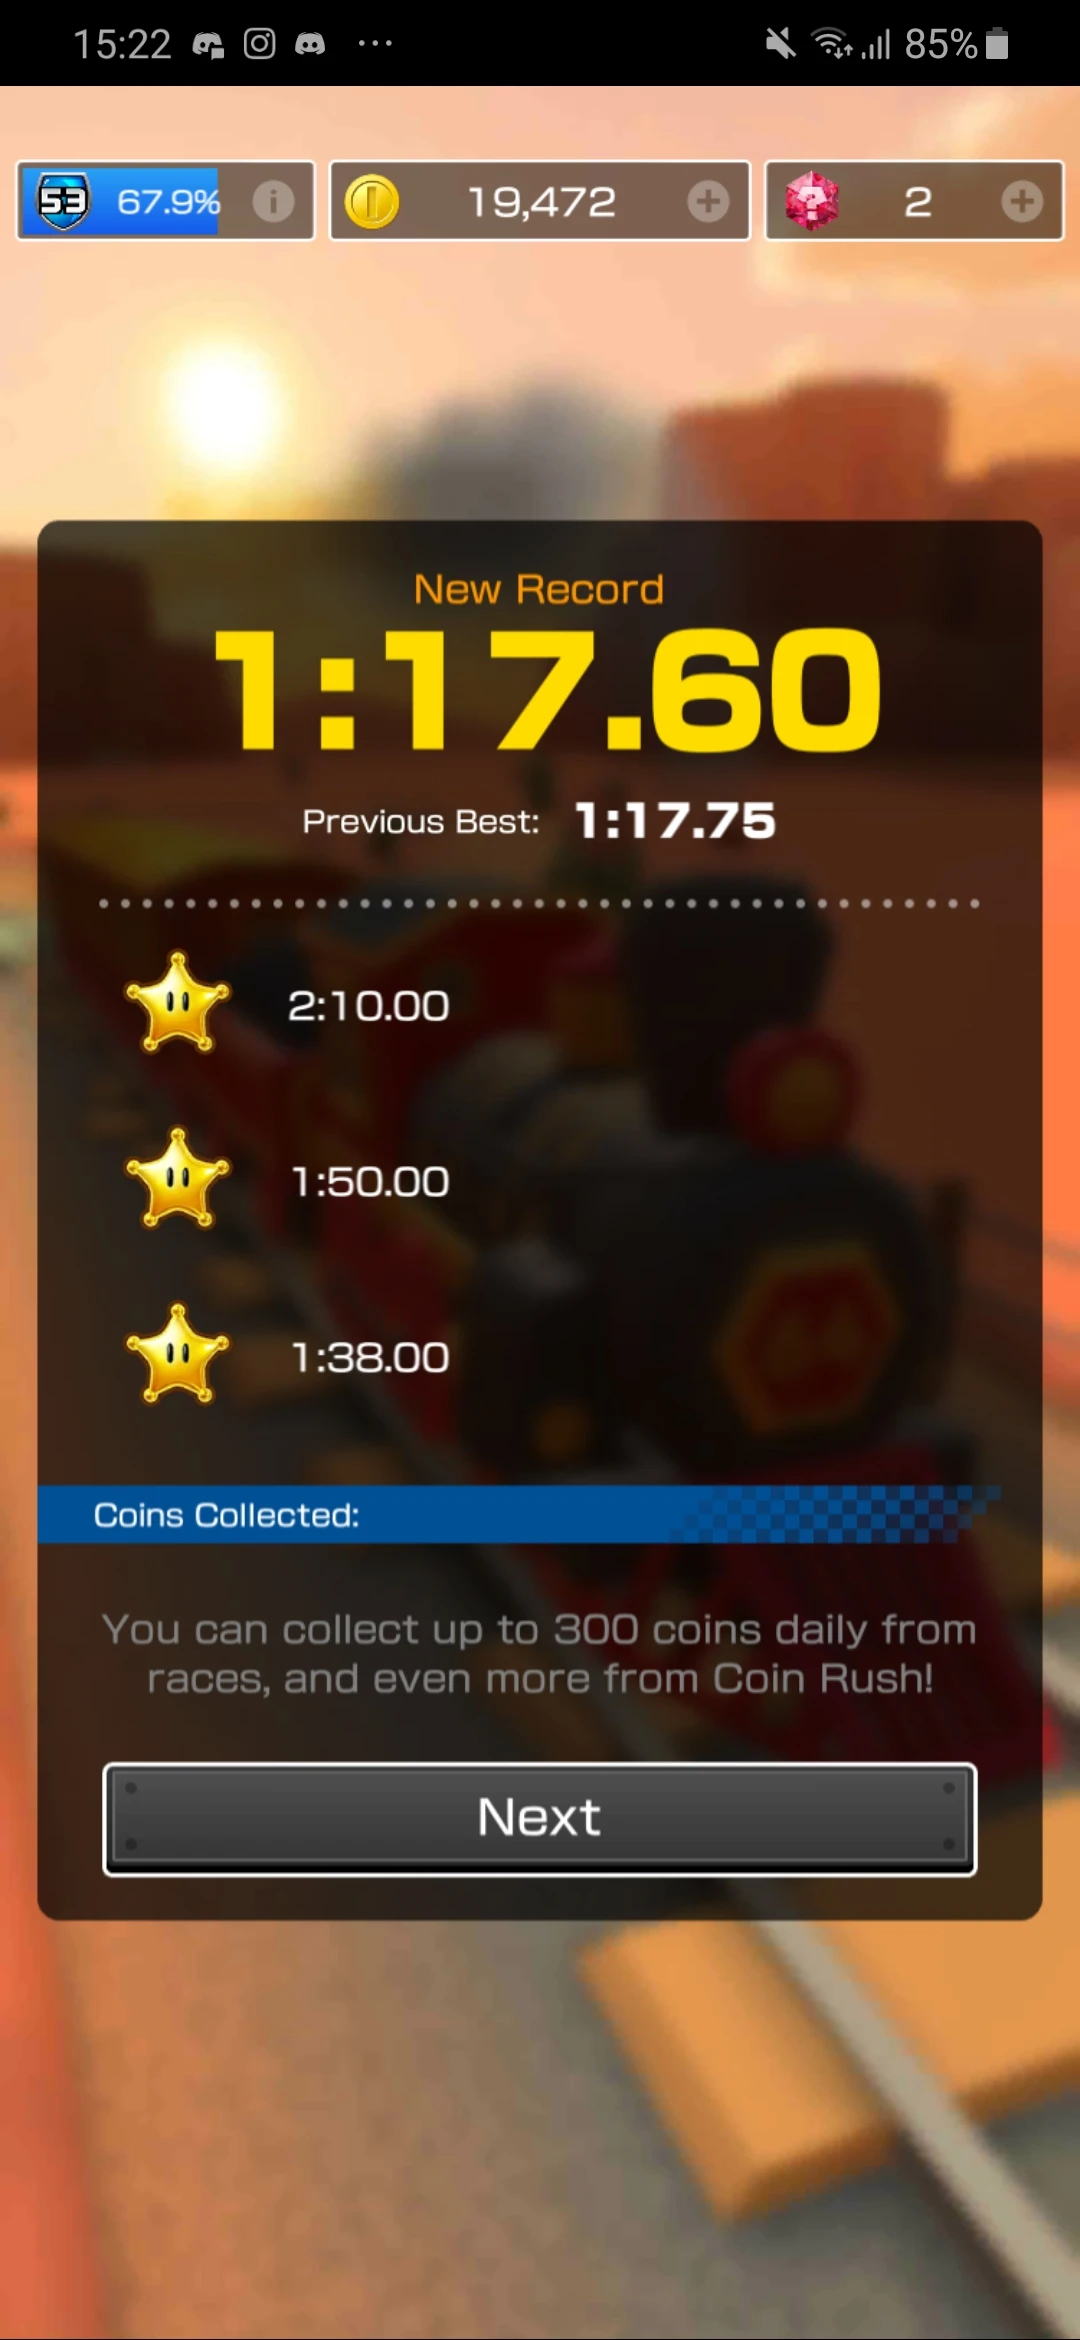 15:22 85%
53 67.9% 19,472 2
New Record
1:17.60
Previous Best: 1:17.75
2:10.00
1:50.00
1:38.00
Coins Collected:
You can collect up to 300 coins daily from
races, and even more from Coin Rush!
Next